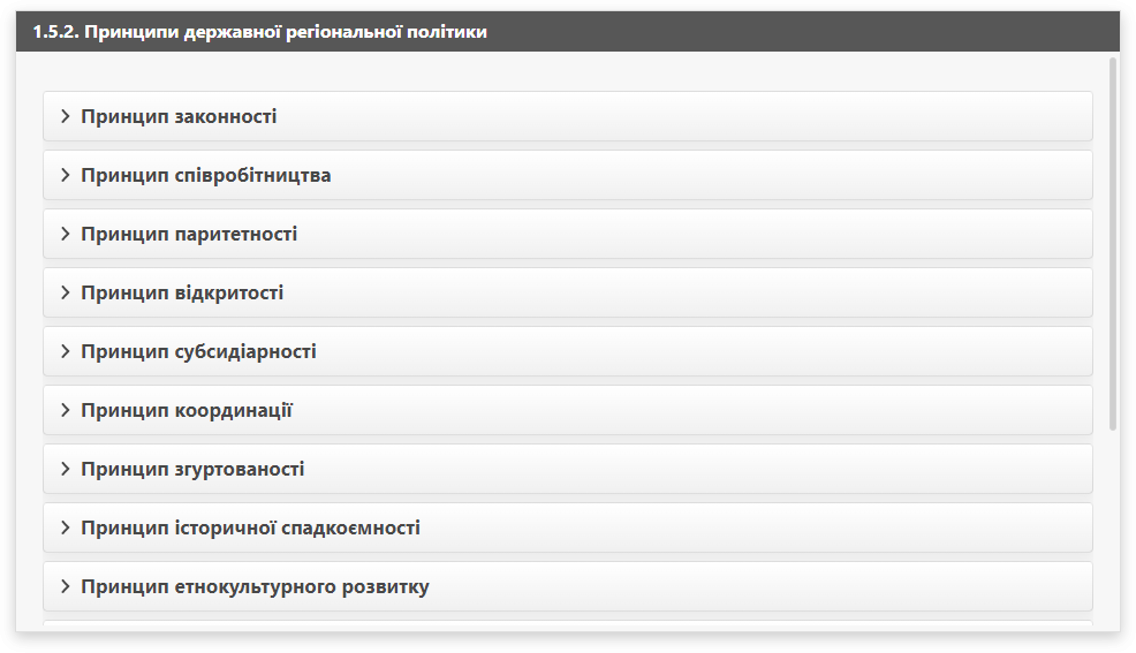 1.5.2. Принципи державної регіональної політики
Принцип законності
Принцип співробітництва
Принцип паритетності
Принцип відкритості
Принцип субсидіарності
Принцип координації
Принцип згуртованості
Принцип історичної спадкоємності
Принцип етнокультурного розвитку